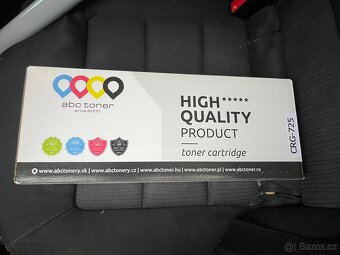 abc toner
since 2000
HIGH*****
QUALITY
PRODUCT
toner cartridge
CRG-725
www.abctonery.sk | www.abctonery.cz | www.abctoner.hu | www.abctoner.pl | www.abctoner.ro
Bazoš.cz